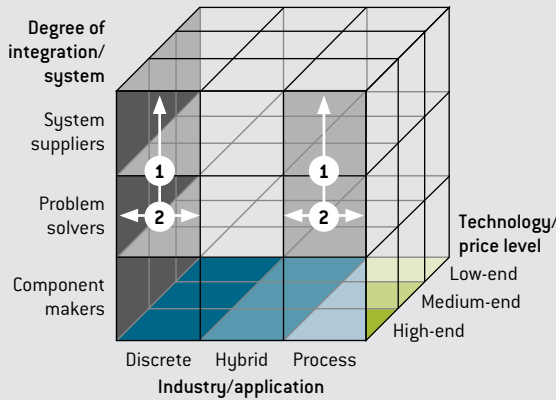 Degree of
integration/
system
System
suppliers
1
1
Problem
solvers
2
2
Technology/
price level
Component
makers
Low-end
Medium-end
High-end
Discrete
Hybrid
Process
Industry/application